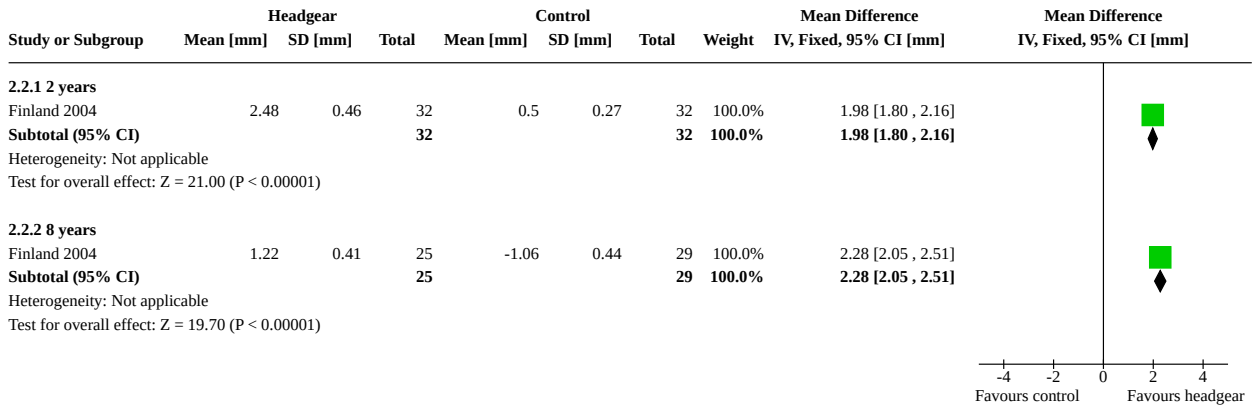 Headgear Control Mean Difference Mean Difference
Study or Subgroup Mean [mm] SD [mm] Total Mean [mm] SD [mm] Total Weight IV, Fixed, 95% CI [mm] IV, Fixed, 95% CI [mm]
2.2.1 2 years
Finland 2004 2.48 0.46 32 0.5 0.27 32 100.0% 1.98 [1.80 , 2.16]
Subtotal (95% CI) 32 32 100.0% 1.98 [1.80 , 2.16]
Heterogeneity: Not applicable
Test for overall effect: Z = 21.00 (P < 0.00001)
2.2.2 8 years
Finland 2004 1.22 0.41 25 -1.06 0.44 29 100.0% 2.28 [2.05 , 2.51]
Subtotal (95% CI) 25 29 100.0% 2.28 [2.05 , 2.51]
Heterogeneity: Not applicable
Test for overall effect: Z = 19.70 (P < 0.00001)
-4 -2 0 2 4
Favours control Favours headgear